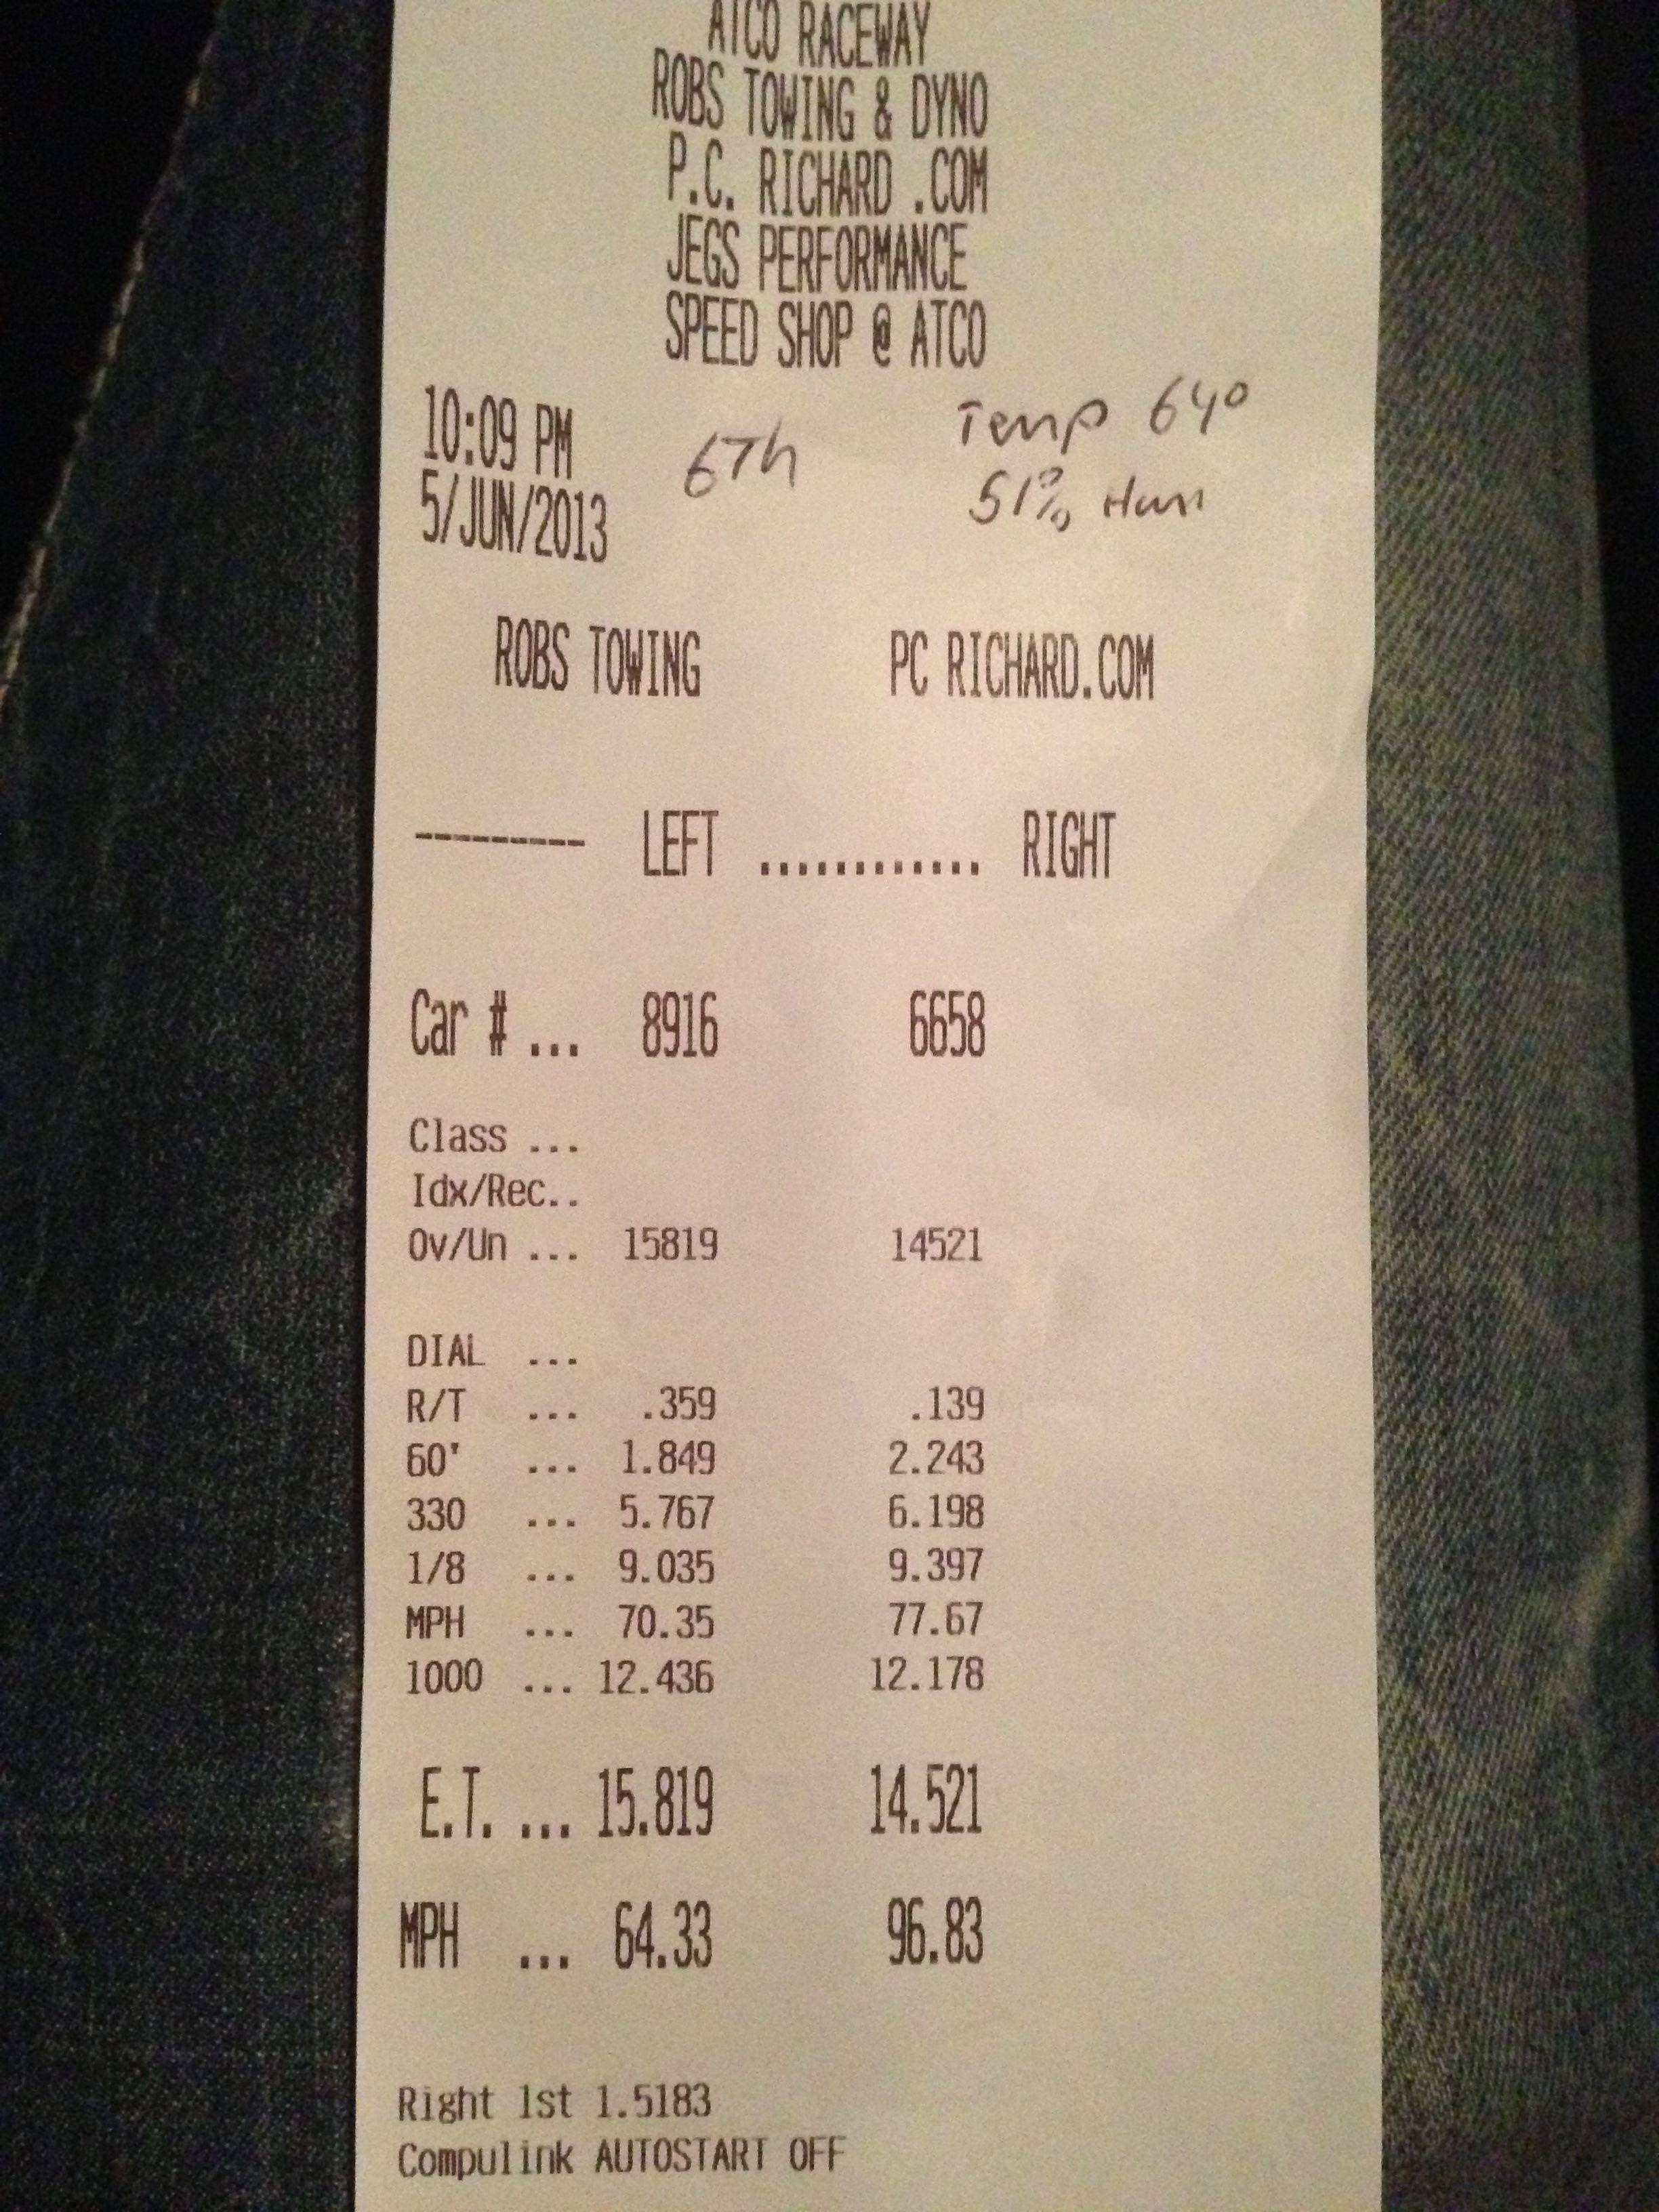 ATCO RACEWAY
ROBS TOWING & DYNO
P.C. RICHARD .COM
JEGS PERFORMANCE
SPEED SHOP @ ATCO
10:09 PM 6Th Temp 64°
5/JUN/2013 51% Hum
ROBS TOWING PC RICHARD.COM
--------- LEFT ............ RIGHT
Car # ... 8916 6658
Class ...
Idx/Rec..
Ov/Un ... 15819 14521
DIAL ...
R/T ... .359 .139
60' ... 1.849 2.243
330 ... 5.767 6.198
1/8 ... 9.035 9.397
MPH ... 70.35 77.67
1000 ... 12.436 12.178
E.T. ... 15.819 14.521
MPH ... 64.33 96.83
Right 1st 1.5183
Compulink AUTOSTART OFF